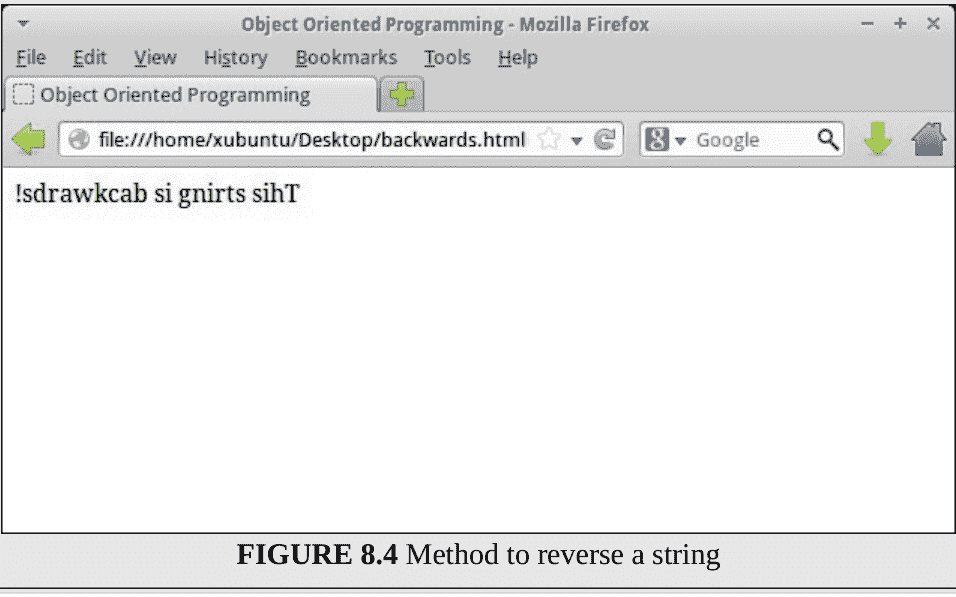 Object Oriented Programming - Mozilla Firefox
File Edit View History Bookmarks Tools Help
Object Oriented Programming
file:///home/xubuntu/Desktop/backwards.html 8 Google
!sdrawkcab si gnirts sihT
FIGURE 8.4 Method to reverse a string